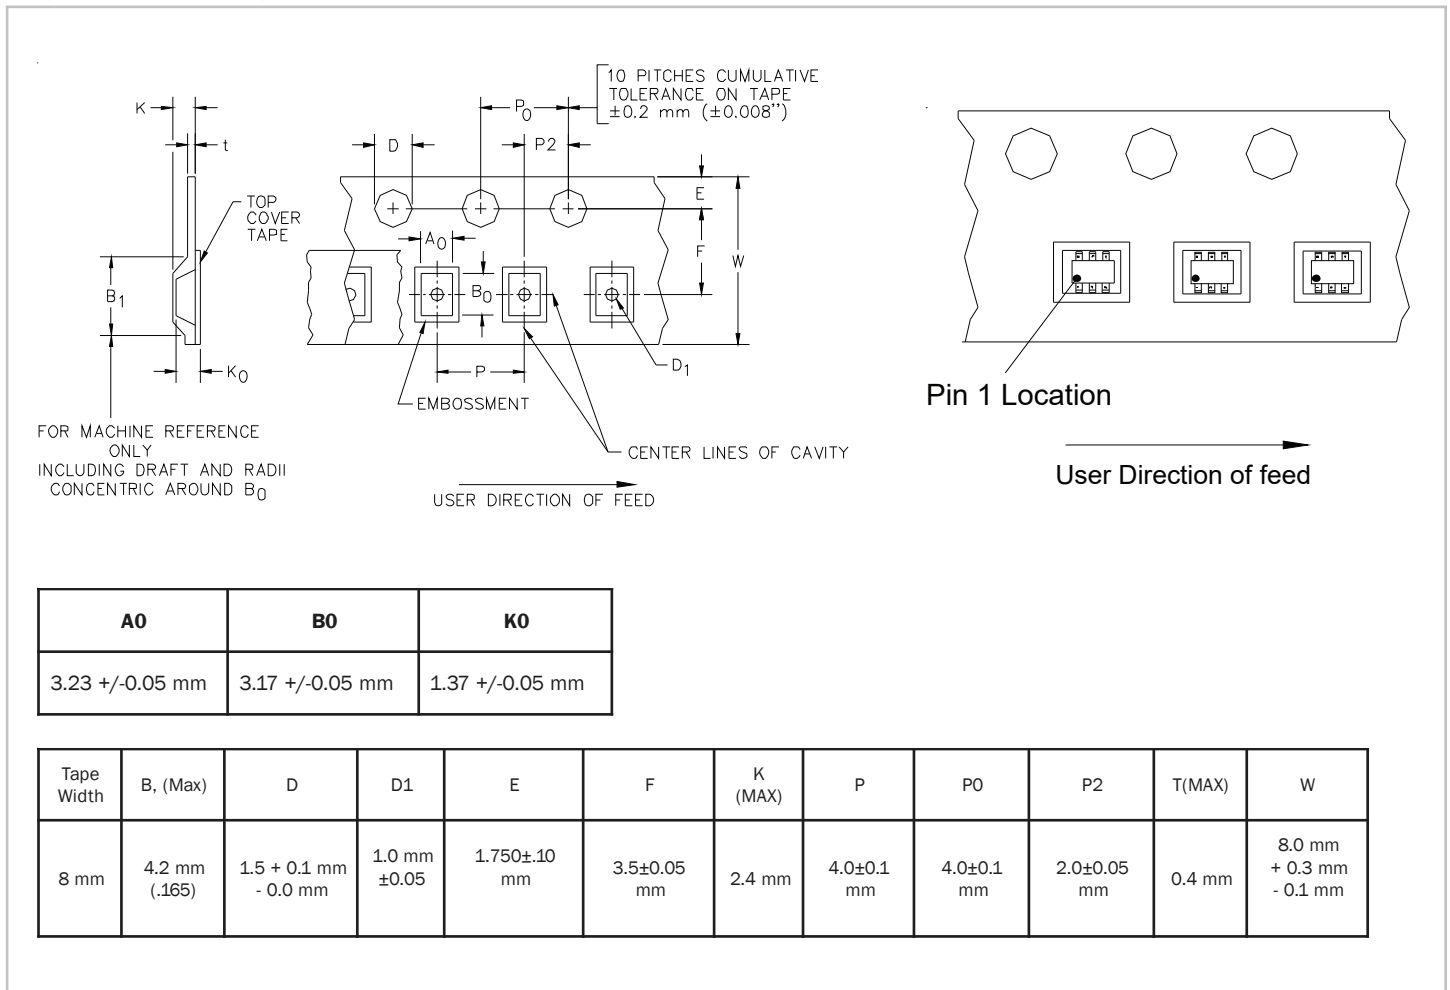 10 PITCHES CUMULATIVE
TOLERANCE ON TAPE
±0.2 mm (±0.008")
K
P0
P2
D
t
E
TOP
COVER
TAPE
A0
F
W
B1
B0
P
D1
K0
EMBOSSMENT
FOR MACHINE REFERENCE
ONLY
INCLUDING DRAFT AND RADII
CONCENTRIC AROUND B0
CENTER LINES OF CAVITY
USER DIRECTION OF FEED
Pin 1 Location
User Direction of feed
A0 B0 K0
3.23 +/-0.05 mm 3.17 +/-0.05 mm 1.37 +/-0.05 mm
Tape
Width
B, (Max)
D
D1
E
F
K
(MAX)
P
P0
P2
T(MAX)
W
8 mm
4.2 mm
(.165)
1.5 + 0.1 mm
- 0.0 mm
1.0 mm
±0.05
1.750±.10
mm
3.5±0.05
mm
2.4 mm
4.0±0.1
mm
4.0±0.1
mm
2.0±0.05
mm
0.4 mm
8.0 mm
+ 0.3 mm
- 0.1 mm